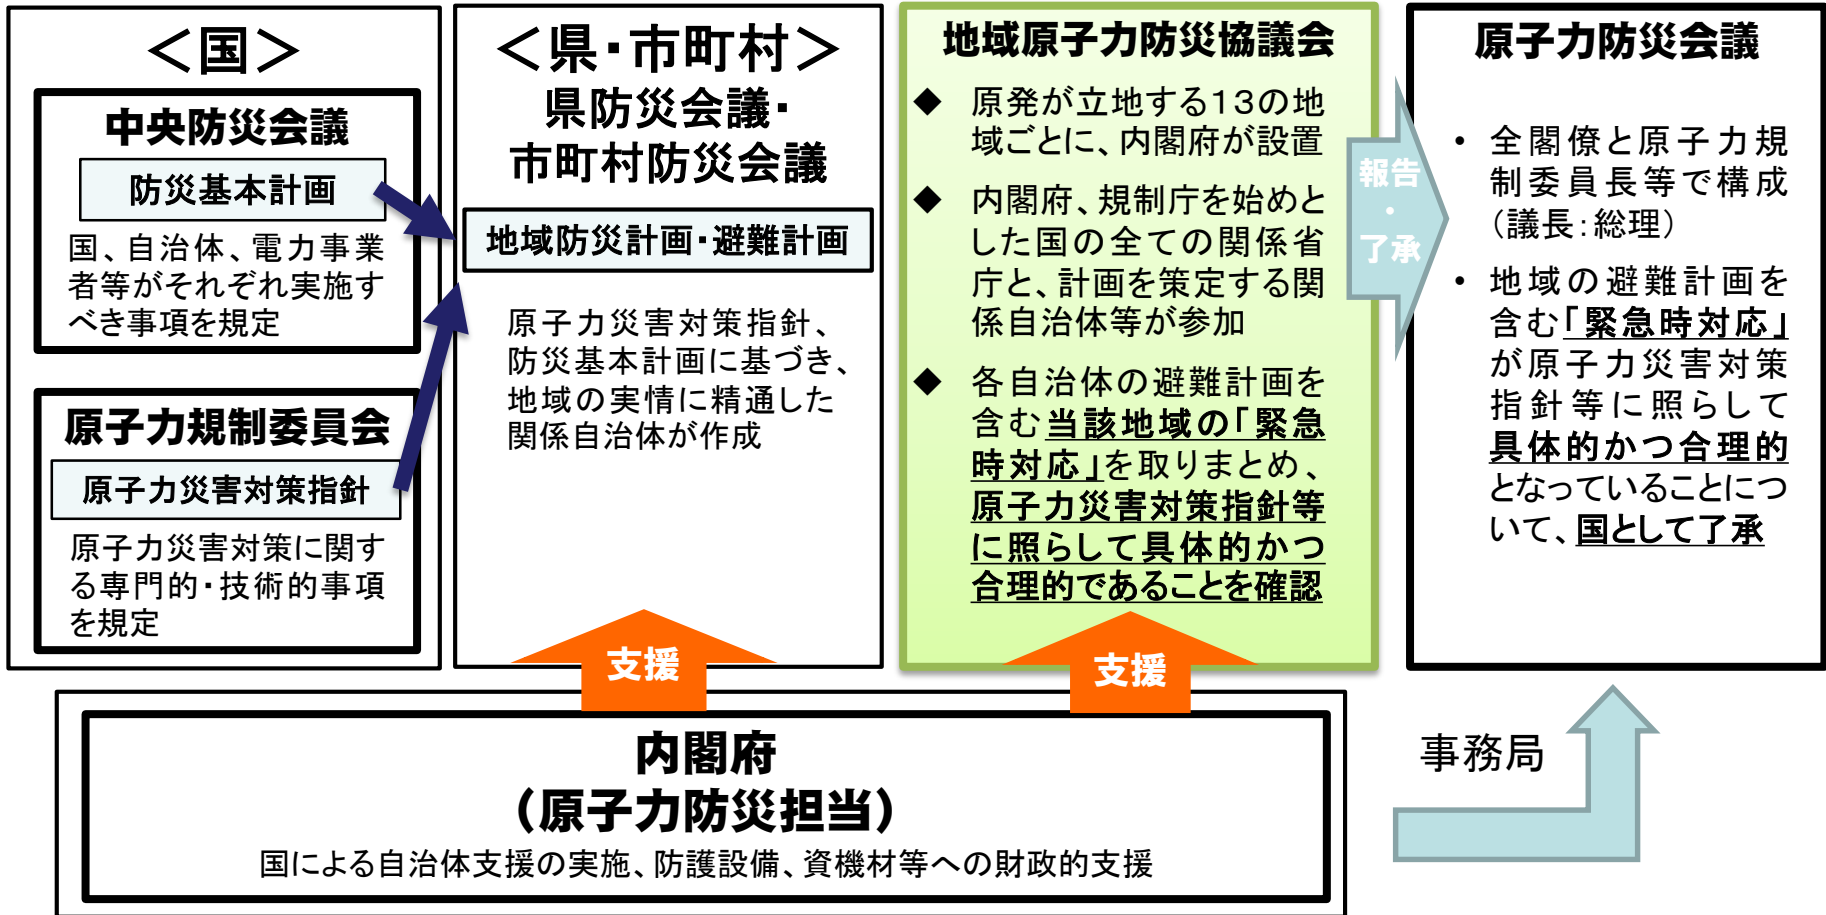 ＜国＞
中央防災会議
防災基本計画
国、自治体、電力事業
者等がそれぞれ実施す
べき事項を規定
原子力規制委員会
原子力災害対策指針
原子力災害対策に関す
る専門的・技術的事項
を規定
＜県・市町村＞
県防災会議・
市町村防災会議
地域防災計画・避難計画
原子力災害対策指針、
防災基本計画に基づき、
地域の実情に精通した
関係自治体が作成
支援
地域原子力防災協議会
◆ 原発が立地する13の地
域ごとに、内閣府が設置
◆ 内閣府、規制庁を始めと
した国の全ての関係省
庁と、計画を策定する関
係自治体等が参加
◆ 各自治体の避難計画を
含む当該地域の「緊急
時対応」を取りまとめ、
原子力災害対策指針等
に照らして具体的かつ
合理的であることを確認
支援
報告
・
了承
原子力防災会議
• 全閣僚と原子力規
制委員長等で構成
（議長：総理）
• 地域の避難計画を
含む「緊急時対応」
が原子力災害対策
指針等に照らして
具体的かつ合理的
となっていることにつ
いて、国として了承
内閣府
（原子力防災担当）
国による自治体支援の実施、防護設備、資機材等への財政的支援
事務局